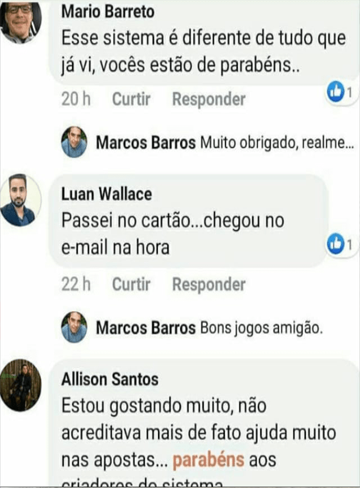 Mario Barreto
Esse sistema é diferente de tudo que
já vi, vocês estão de parabéns..
20 h Curtir Responder 1
Marcos Barros Muito obrigado, realme...
Luan Wallace
Passei no cartão...chegou no
e-mail na hora
1
22 h Curtir Responder
Marcos Barros Bons jogos amigão.
Allison Santos
Estou gostando muito, não
acreditava mais de fato ajuda muito
nas apostas... parabéns aos
criadores do sistema